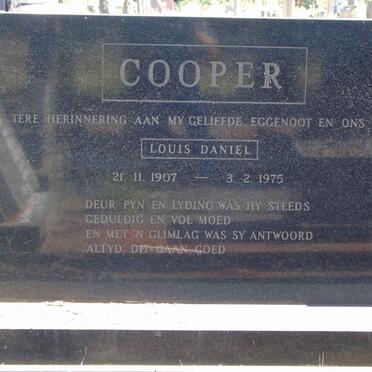 COOPER
TERE HERINNERING AAN MY GELIEFDE EGGENOOT EN ONS
LOUIS DANIEL
21. 11. 1907 — 3. 2. 1975
DEUR PYN EN LYDING WAS HY STEEDS
GEDULDIG EN VOL MOED
EN MET 'N GLIMLAG WAS SY ANTWOORD
ALTYD: DIT GAAN GOED